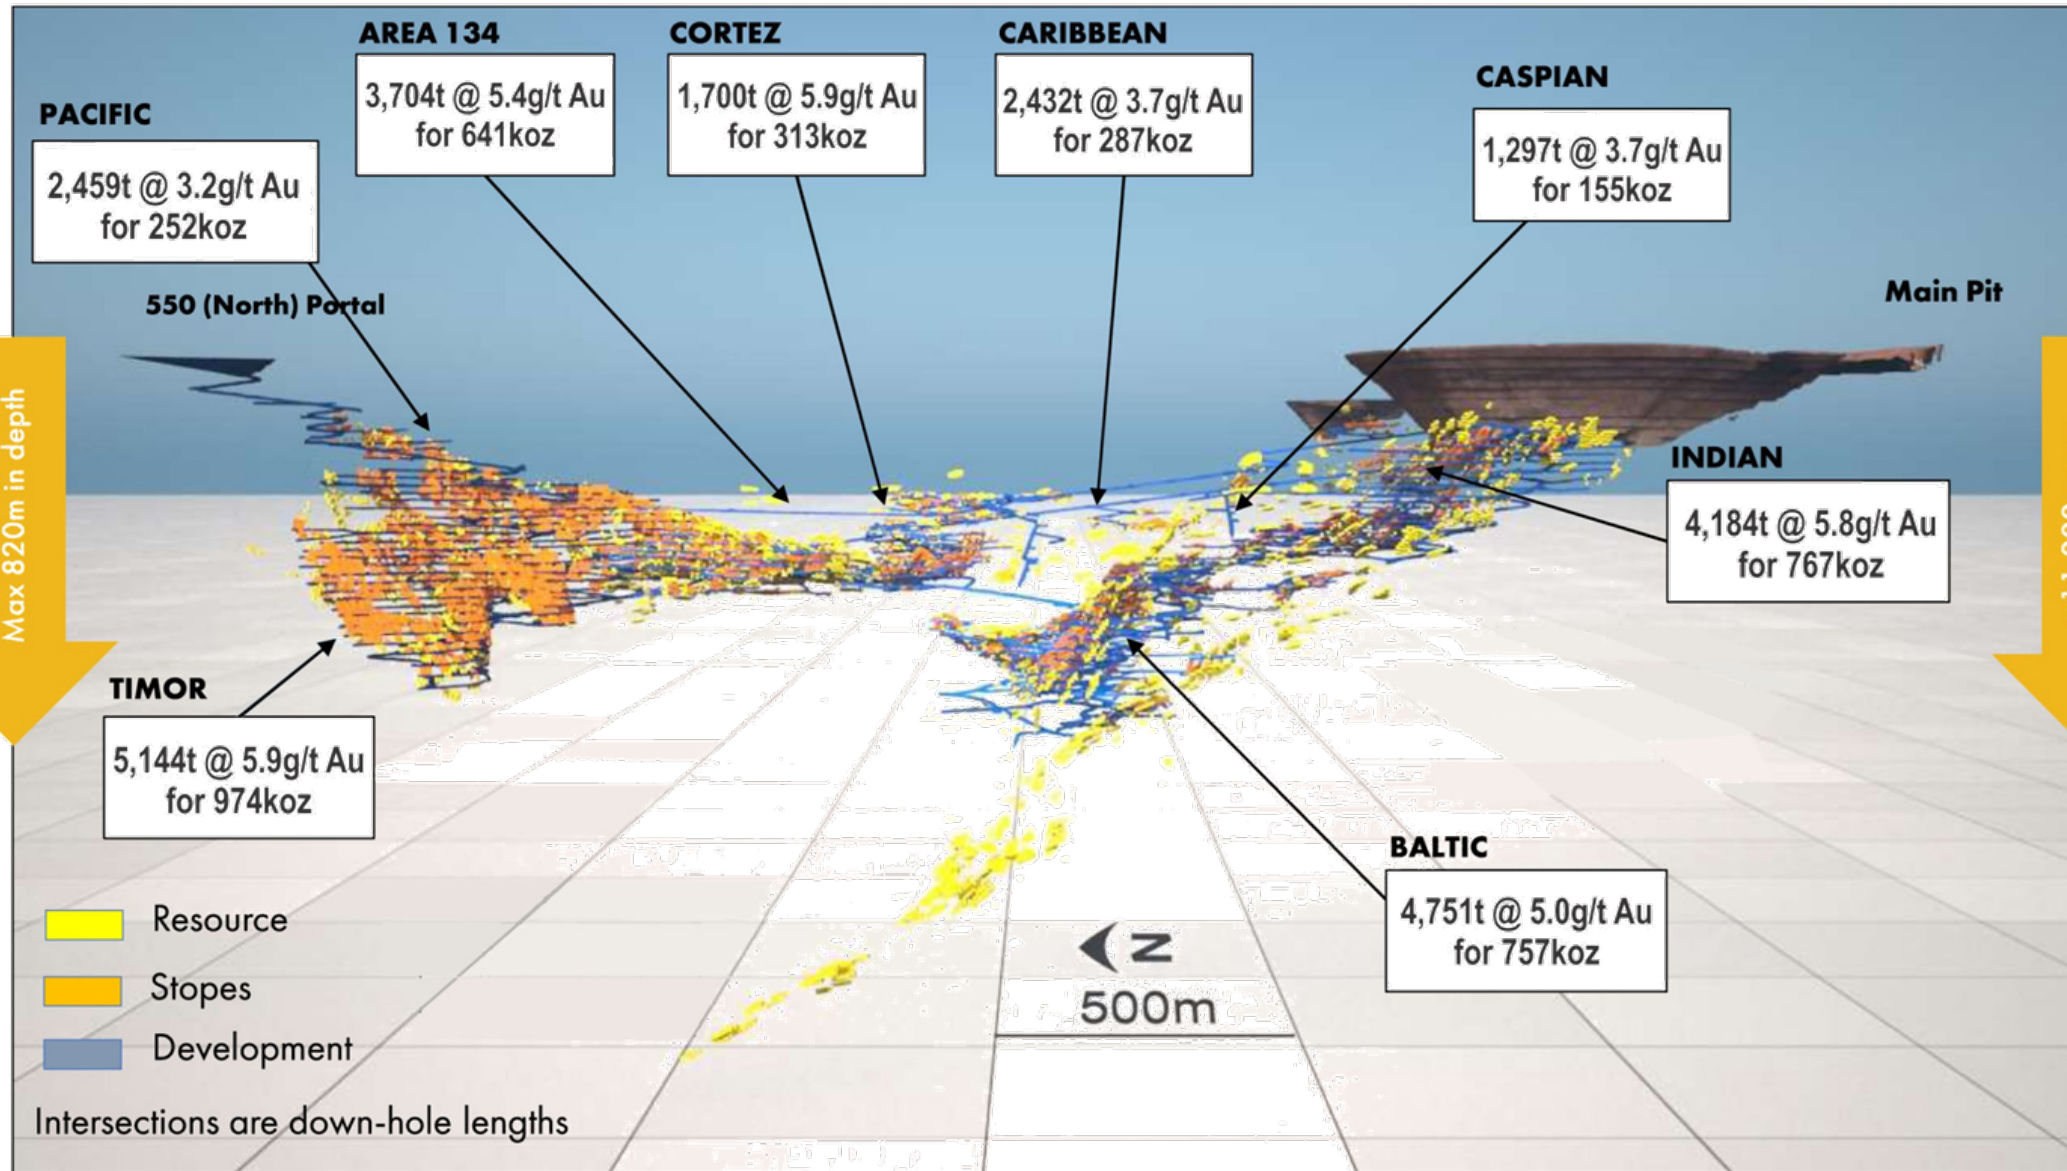 AREA 134
3,704t @ 5.4g/t Au
for 641koz
CORTEZ
1,700t @ 5.9g/t Au
for 313koz
CARIBBEAN
2,432t @ 3.7g/t Au
for 287koz
CASPIAN
1,297t @ 3.7g/t Au
for 155koz
PACIFIC
2,459t @ 3.2g/t Au
for 252koz
550 (North) Portal
Main Pit
Max 820m in depth
INDIAN
4,184t @ 5.8g/t Au
for 767koz
TIMOR
5,144t @ 5.9g/t Au
for 974koz
BALTIC
4,751t @ 5.0g/t Au
for 757koz
Resource
Stopes
Development
N
500m
Intersections are down-hole lengths